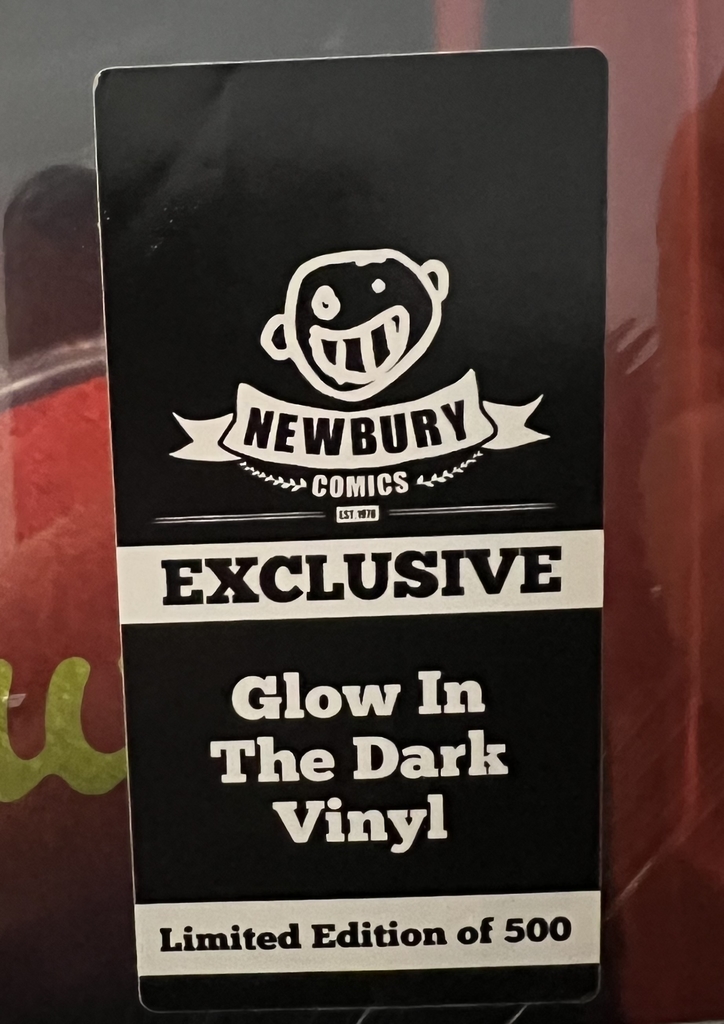 NEWBURY
COMICS
EST. 1978
EXCLUSIVE
Glow In
The Dark
Vinyl
Limited Edition of 500